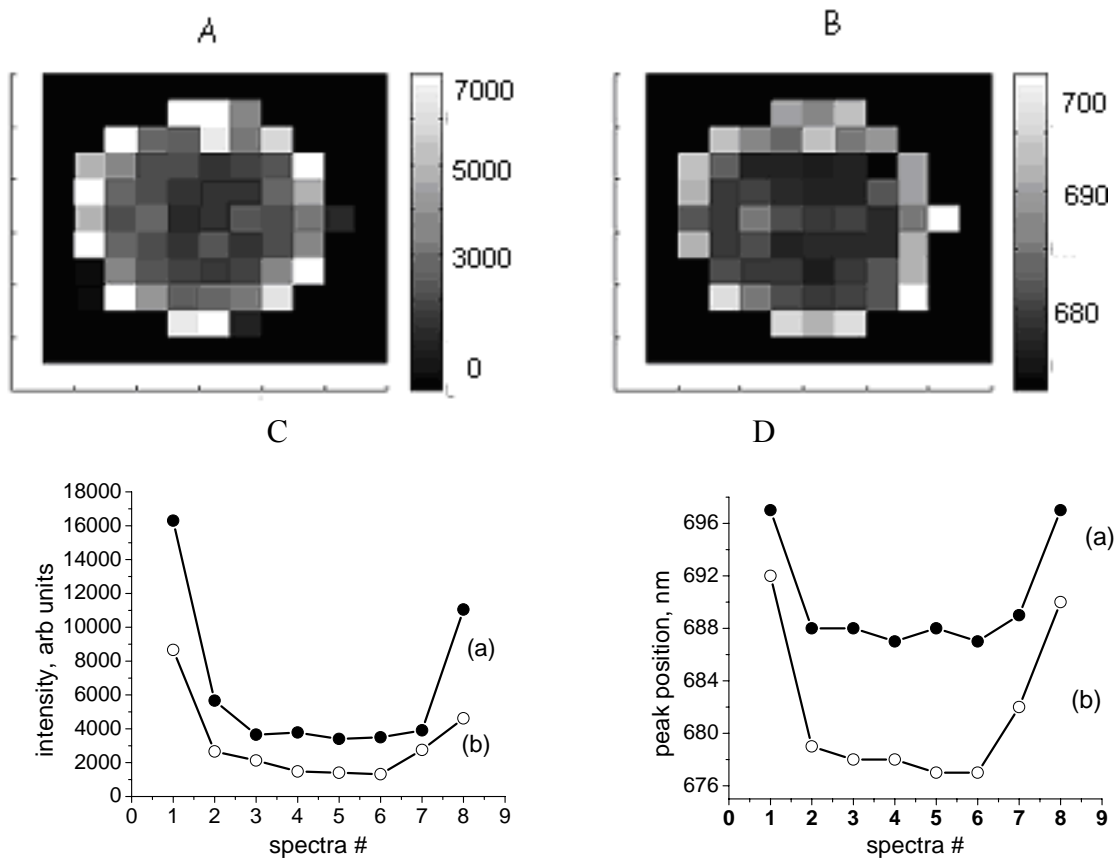 A
B
7000
5000
3000
0
700
690
680
C
D
18000
16000
14000
12000
10000
8000
6000
4000
2000
0
intensity, arb units
(a)
(b)
0 1 2 3 4 5 6 7 8 9
spectra #
696
692
688
684
680
676
peak position, nm
(a)
(b)
0 1 2 3 4 5 6 7 8 9
spectra #